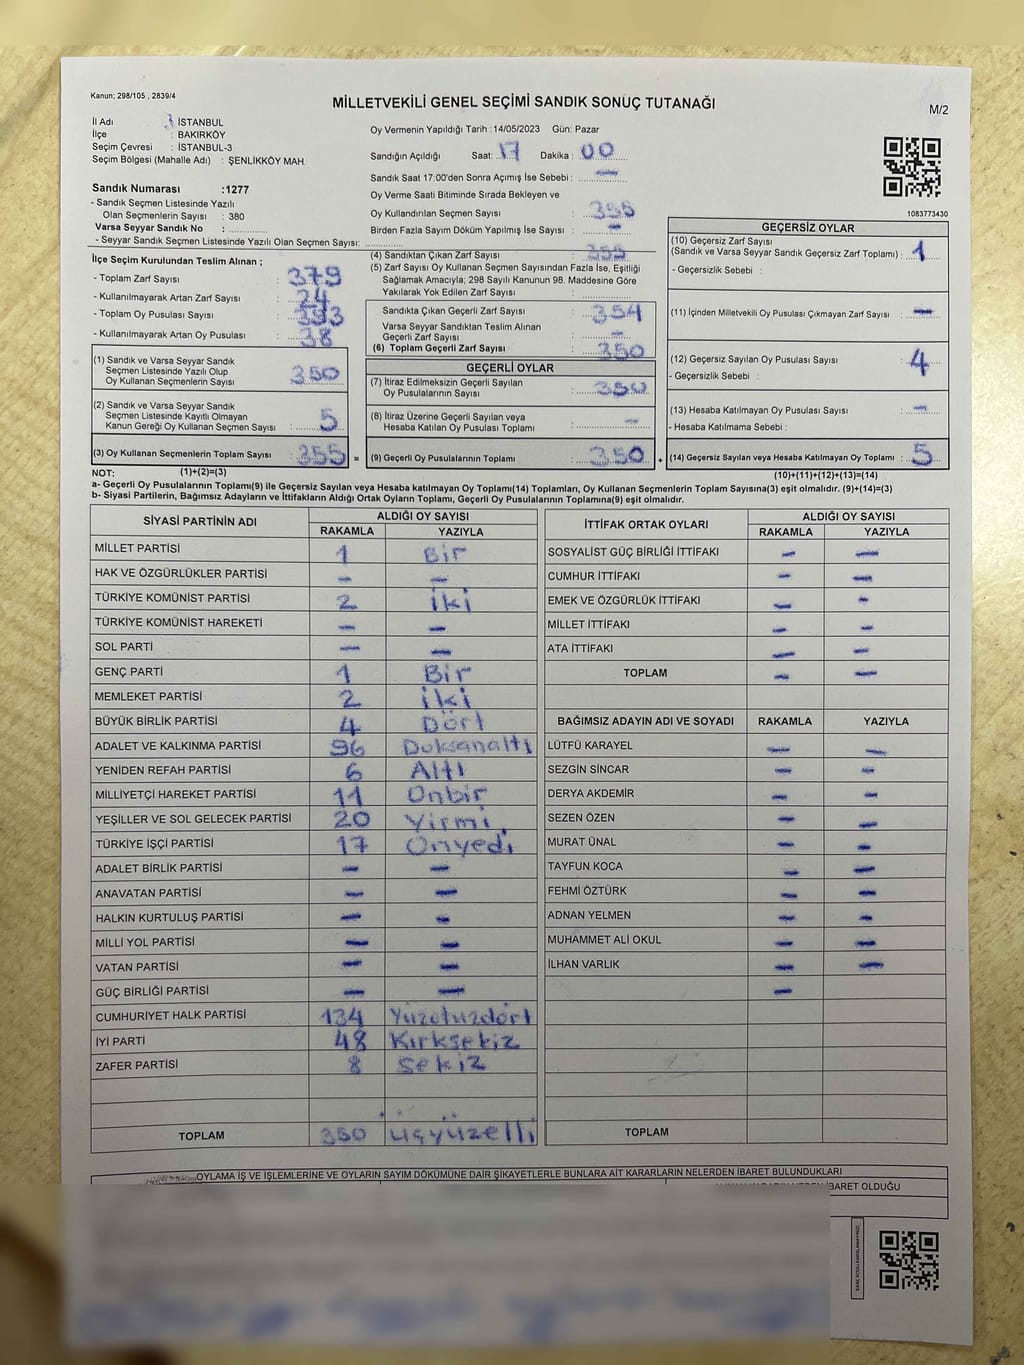 Kanun; 298/105 , 2839/4
MİLLETVEKİLİ GENEL SEÇİMİ SANDIK SONUÇ TUTANAĞI
M/2
İl Adı : İSTANBUL
İlçe : BAKIRKÖY
Seçim Çevresi : İSTANBUL-3
Seçim Bölgesi (Mahalle Adı) : ŞENLİKKÖY MAH.
Sandık Numarası :1277
- Sandık Seçmen Listesinde Yazılı
Olan Seçmenlerin Sayısı : 380
Varsa Seyyar Sandık No :
- Seyyar Sandık Seçmen Listesinde Yazılı Olan Seçmen Sayısı:
Oy Vermenin Yapıldığı Tarih :14/05/2023 Gün: Pazar
Sandığın Açıldığı Saat: 17 Dakika : 00
Sandık Saat 17:00'den Sonra Açımış İse Sebebi : —
Oy Verme Saati Bitiminde Sırada Bekleyen ve
Oy Kullandırılan Seçmen Sayısı : 355
Birden Fazla Sayım Döküm Yapılmış İse Sayısı : —
1083773430
İlçe Seçim Kurulundan Teslim Alınan ;
- Toplam Zarf Sayısı : 379
- Kullanılmayarak Artan Zarf Sayısı : 24
- Toplam Oy Pusulası Sayısı : 393
- Kullanılmayarak Artan Oy Pusulası : 38
(1) Sandık ve Varsa Seyyar Sandık
Seçmen Listesinde Yazılı Olup
Oy Kullanan Seçmenlerin Sayısı : 350
(2) Sandık ve Varsa Seyyar Sandık
Seçmen Listesinde Kayıtlı Olmayan
Kanun Gereği Oy Kullanan Seçmen Sayısı : 5
(3) Oy Kullanan Seçmenlerin Toplam Sayısı : 355
(4) Sandıktan Çıkan Zarf Sayısı : 355
(5) Zarf Sayısı Oy Kullanan Seçmen Sayısından Fazla İse, Eşitliği
Sağlamak Amacıyla; 298 Sayılı Kanunun 98. Maddesine Göre
Yakılarak Yok Edilen Zarf Sayısı :
Sandıkta Çıkan Geçerli Zarf Sayısı : 354
Varsa Seyyar Sandıktan Teslim Alınan
Geçerli Zarf Sayısı : —
(6) Toplam Geçerli Zarf Sayısı : 350
GEÇERLİ OYLAR
(7) İtiraz Edilmeksizin Geçerli Sayılan
Oy Pusulalarının Sayısı : 350
(8) İtiraz Üzerine Geçerli Sayılan veya
Hesaba Katılan Oy Pusulası Toplamı : —
= (9) Geçerli Oy Pusulalarının Toplamı : 350
GEÇERSİZ OYLAR
(10) Geçersiz Zarf Sayısı
(Sandık ve Varsa Seyyar Sandık Geçersiz Zarf Toplamı) : 1
- Geçersizlik Sebebi :
(11) İçinden Milletvekili Oy Pusulası Çıkmayan Zarf Sayısı : —
(12) Geçersiz Sayılan Oy Pusulası Sayısı : 4
- Geçersizlik Sebebi :
(13) Hesaba Katılmayan Oy Pusulası Sayısı : —
- Hesaba Katılmama Sebebi :
+ (14) Geçersiz Sayılan veya Hesaba Katılmayan Oy Toplamı : 5
NOT: (1)+(2)=(3) (10)+(11)+(12)+(13)=(14)
a- Geçerli Oy Pusulalarının Toplamı(9) ile Geçersiz Sayılan veya Hesaba katılmayan Oy Toplamı(14) Toplamları, Oy Kullanan Seçmenlerin Toplam Sayısına(3) eşit olmalıdır. (9)+(14)=(3)
b- Siyasi Partilerin, Bağımsız Adayların ve İttifakların Aldığı Ortak Oyların Toplamı, Geçerli Oy Pusulalarının Toplamına(9) eşit olmalıdır.
SİYASİ PARTİNİN ADI ALDIĞI OY SAYISI
RAKAMLA YAZIYLA
MİLLET PARTİSİ 1 Bir
HAK VE ÖZGÜRLÜKLER PARTİSİ — —
TÜRKİYE KOMÜNİST PARTİSİ 2 İki
TÜRKİYE KOMÜNİST HAREKETİ — —
SOL PARTİ — —
GENÇ PARTİ 1 Bir
MEMLEKET PARTİSİ 2 İki
BÜYÜK BİRLİK PARTİSİ 4 Dört
ADALET VE KALKINMA PARTİSİ 96 Doksanaltı
YENİDEN REFAH PARTİSİ 6 Altı
MİLLİYETÇİ HAREKET PARTİSİ 11 Onbir
YEŞİLLER VE SOL GELECEK PARTİSİ 20 Yirmi
TÜRKİYE İŞÇİ PARTİSİ 17 Onyedi
ADALET BİRLİK PARTİSİ — —
ANAVATAN PARTİSİ — —
HALKIN KURTULUŞ PARTİSİ — —
MİLLİ YOL PARTİSİ — —
VATAN PARTİSİ — —
GÜÇ BİRLİĞİ PARTİSİ — —
CUMHURİYET HALK PARTİSİ 134 Yüzotuzdört
İYİ PARTİ 48 Kırksekiz
ZAFER PARTİSİ 8 Sekiz
TOPLAM 350 Üçyüzelli
İTTİFAK ORTAK OYLARI ALDIĞI OY SAYISI
RAKAMLA YAZIYLA
SOSYALİST GÜÇ BİRLİĞİ İTTİFAKI — —
CUMHUR İTTİFAKI — —
EMEK VE ÖZGÜRLÜK İTTİFAKI — —
MİLLET İTTİFAKI — —
ATA İTTİFAKI — —
TOPLAM — —
BAĞIMSIZ ADAYIN ADI VE SOYADI RAKAMLA YAZIYLA
LÜTFÜ KARAYEL — —
SEZGİN SİNCAR — —
DERYA AKDEMİR — —
SEZEN ÖZEN — —
MURAT ÜNAL — —
TAYFUN KOCA — —
FEHMİ ÖZTÜRK — —
ADNAN YELMEN — —
MUHAMMET ALİ OKUL — —
İLHAN VARLIK — —
—
TOPLAM
OYLAMA İŞ VE İŞLEMLERİNE VE OYLARIN SAYIM DÖKÜMÜNE DAİR ŞİKAYETLERLE BUNLARA AİT KARARLARIN NELERDEN İBARET BULUNDUKLARI
İBARET OLDUĞU